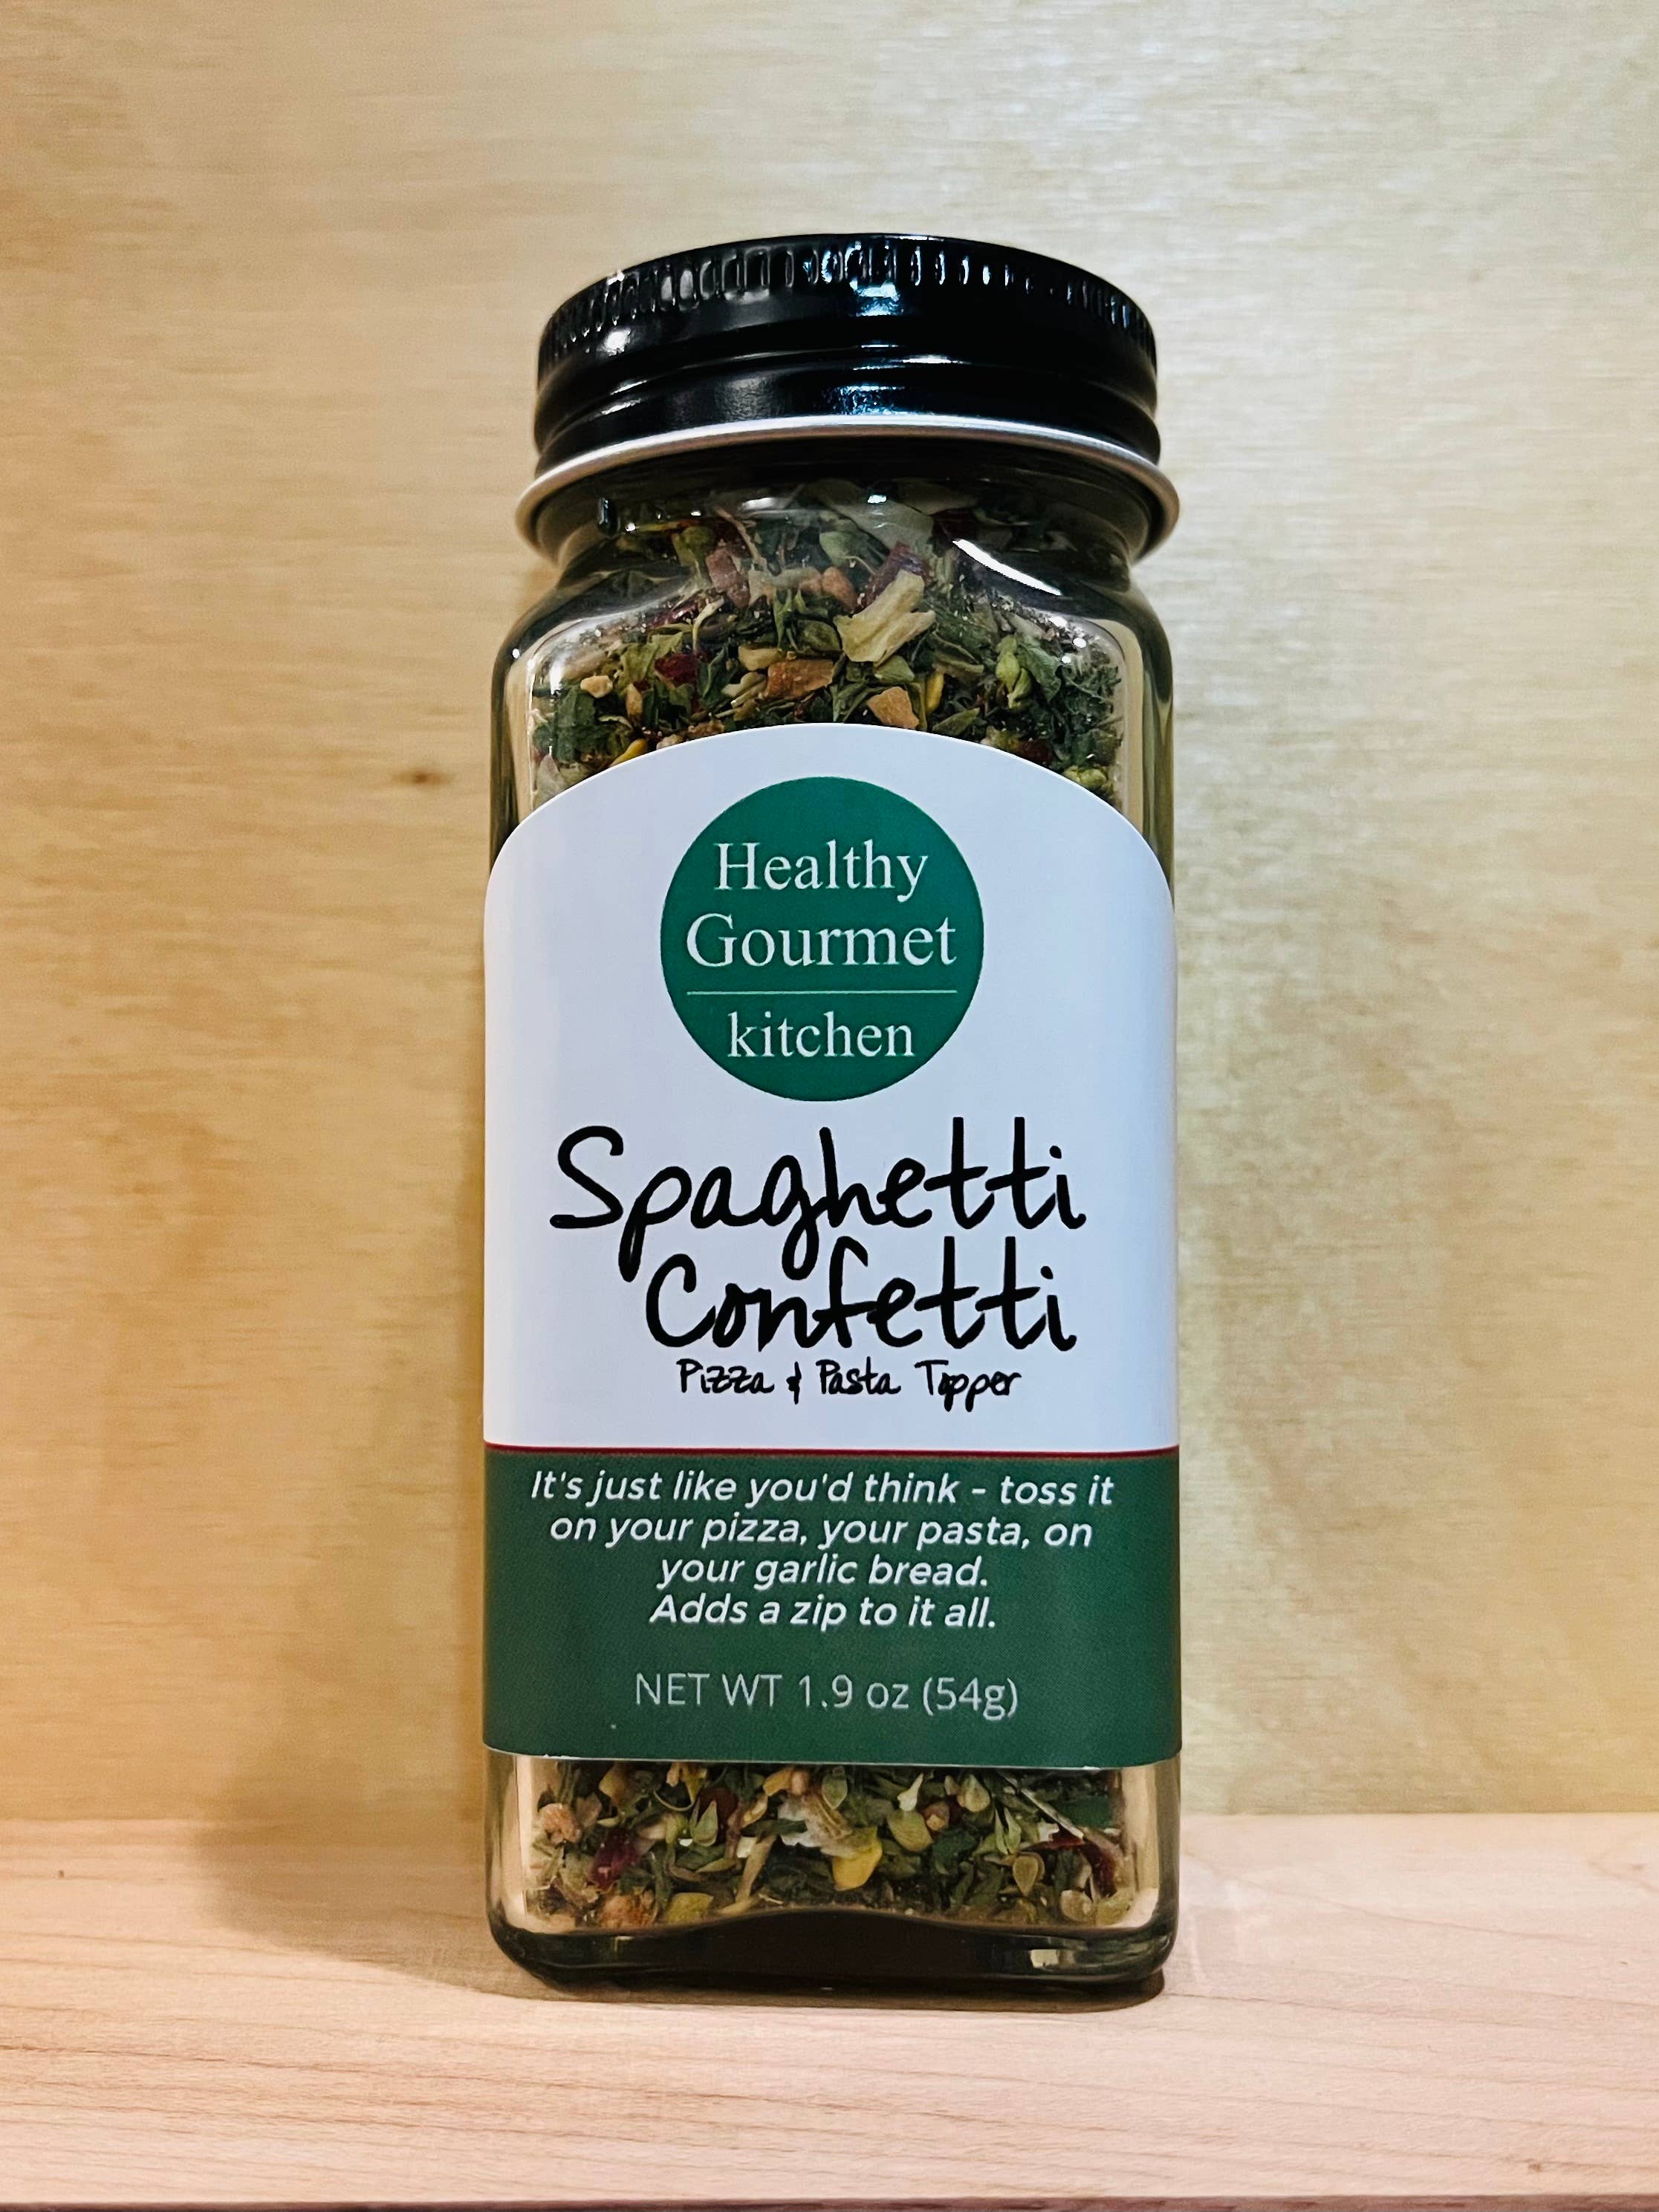 Healthy
Gourmet
kitchen
Spaghetti
Confetti
Pizza & Pasta Topper
It's just like you'd think - toss it
on your pizza, your pasta, on
your garlic bread.
Adds a zip to it all.
NET WT 1.9 oz (54g)